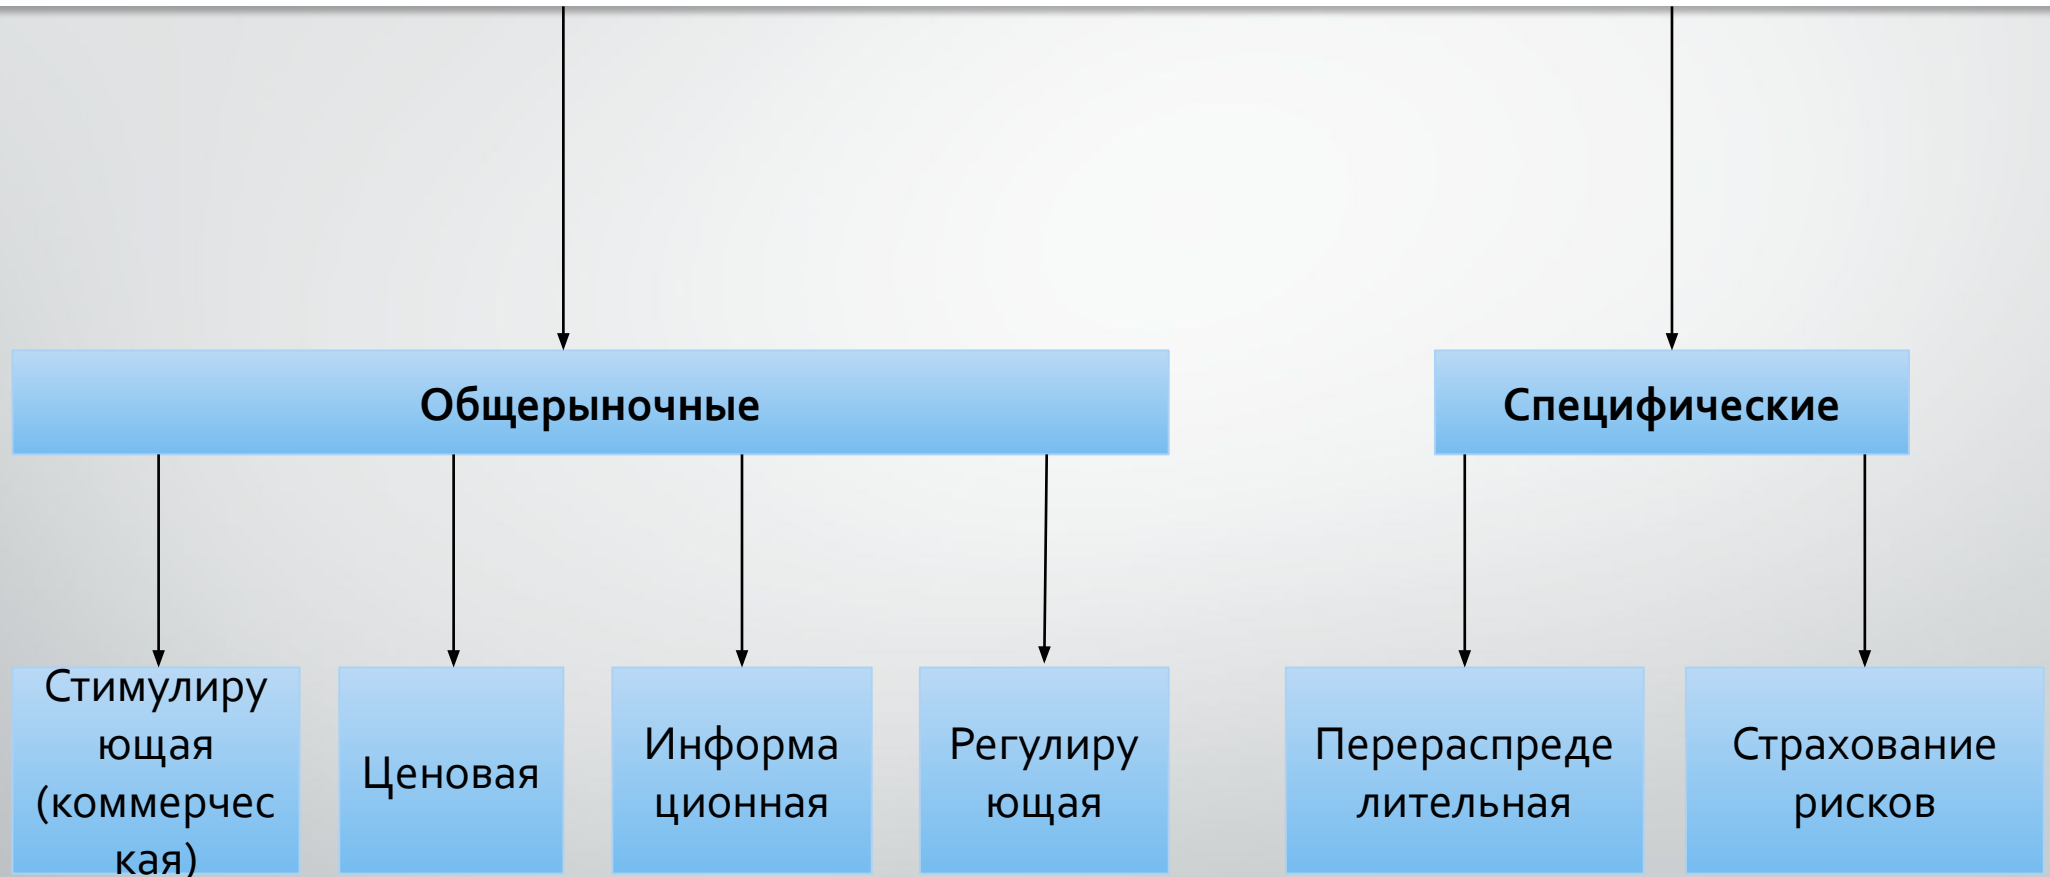 Общерыночные
Специфические
Стимулиру
ющая
(коммерчес
кая)
Ценовая
Информа
ционная
Регулиру
ющая
Перераспреде
лительная
Страхование
рисков